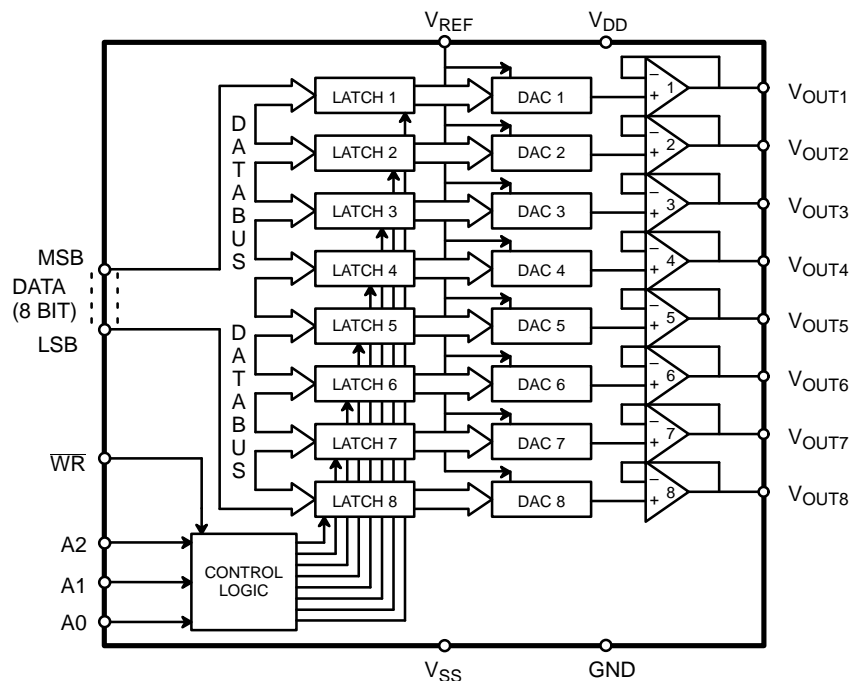 VREF
VDD
LATCH 1
DAC 1
−
+
1
VOUT1
LATCH 2
DAC 2
−
+
2
VOUT2
LATCH 3
DAC 3
−
+
3
VOUT3
LATCH 4
DAC 4
−
+
4
VOUT4
LATCH 5
DAC 5
−
+
5
VOUT5
LATCH 6
DAC 6
−
+
6
VOUT6
LATCH 7
DAC 7
−
+
7
VOUT7
LATCH 8
DAC 8
−
+
8
VOUT8
DATABUS
DATABUS
MSB
DATA
(8 BIT)
LSB
WR
A2
A1
A0
CONTROL
LOGIC
VSS
GND